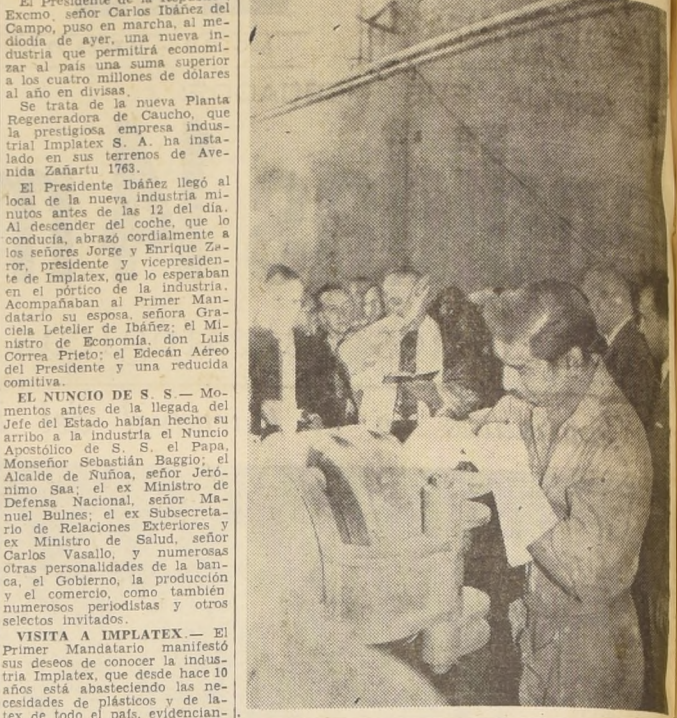 El Presidente de la
Excmo. señor Carlos Ibáñez del
Campo, puso en marcha, al me-
diodía de ayer, una nueva in-
dustria que permitirá economi-
zar al país una suma superior
a los cuatro millones de dólares
al año en divisas.
Se trata de la nueva Planta
Regeneradora de Caucho, que
la prestigiosa empresa indus-
trial Implatex S. A. ha insta-
lado en sus terrenos de Ave-
nida Zañartu 1763.
El Presidente Ibáñez llegó al
local de la nueva industria mi-
nutos antes de las 12 del día.
Al descender del coche, que lo
conducía, abrazó cordialmente a
los señores Jorge y Enrique Za-
ror, presidente y vicepresiden-
te de Implatex, que lo esperaban
en el pórtico de la industria.
Acompañaban al Primer Man-
datario su esposa, señora Gra-
ciela Letelier de Ibáñez; el Mi-
nistro de Economía, don Luis
Correa Prieto; el Edecán Aéreo
del Presidente y una reducida
comitiva.
EL NUNCIO DE S. S.— Mo-
mentos antes de la llegada del
Jefe del Estado habían hecho su
arribo a la industria el Nuncio
Apostólico de S. S. el Papa,
Monseñor Sebastián Baggio; el
Alcalde de Ñuñoa, señor Jeró-
nimo Saa; el ex Ministro de
Defensa Nacional, señor Ma-
nuel Bulnes; el ex Subsecreta-
rio de Relaciones Exteriores y
ex Ministro de Salud, señor
Carlos Vasallo, y numerosas
otras personalidades de la ban-
ca, el Gobierno, la producción
y el comercio, como también
numerosos periodistas y otros
selectos invitados.
VISITA A IMPLATEX.— El
Primer Mandatario manifestó
sus deseos de conocer la indus-
tria Implatex, que desde hace 10
años está abasteciendo las ne-
cesidades de plásticos y de la-
tex de todo el país, evidencian-